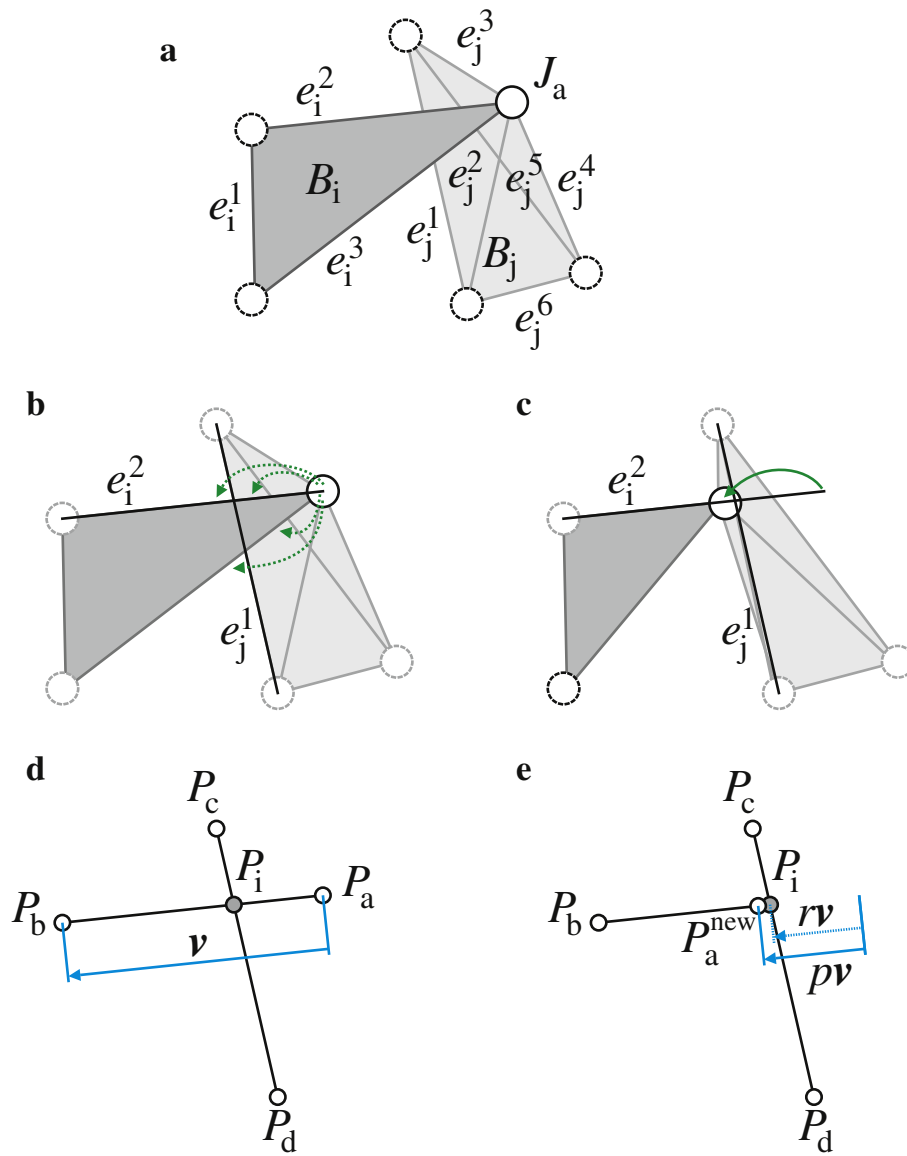 a
e_j^3
J_a
e_i^2
B_i
e_j^2
e_j^5
e_j^4
e_i^1
e_j^1
e_i^3
B_j
e_j^6
b
e_i^2
e_j^1
c
e_i^2
e_j^1
d
P_c
P_i
P_a
P_b
v
P_d
e
P_c
P_i
P_b
P_a^new
rv
pv
P_d